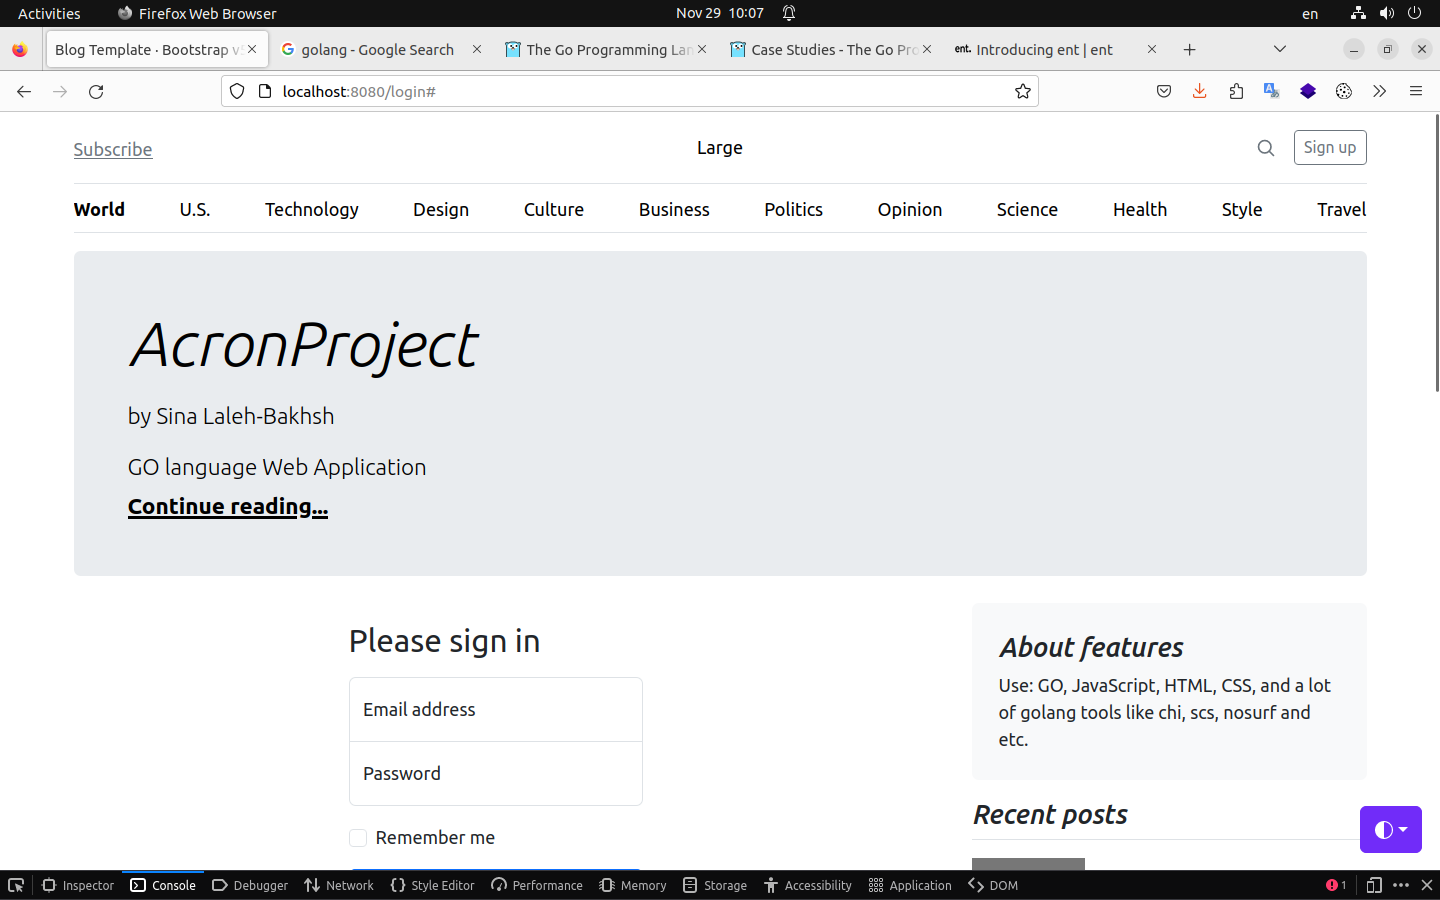 Activities Firefox Web Browser Nov 29 10:07 en
Blog Template · Bootstrap v golang - Google Search The Go Programming Lan Case Studies - The Go Pro ent. Introducing ent | ent
localhost:8080/login#
Subscribe Large Sign up
World U.S. Technology Design Culture Business Politics Opinion Science Health Style Travel
AcronProject
by Sina Laleh-Bakhsh
GO language Web Application
Continue reading...
Please sign in
Email address
Password
Remember me
About features
Use: GO, JavaScript, HTML, CSS, and a lot
of golang tools like chi, scs, nosurf and
etc.
Recent posts
Inspector Console Debugger Network Style Editor Performance Memory Storage Accessibility Application DOM 1